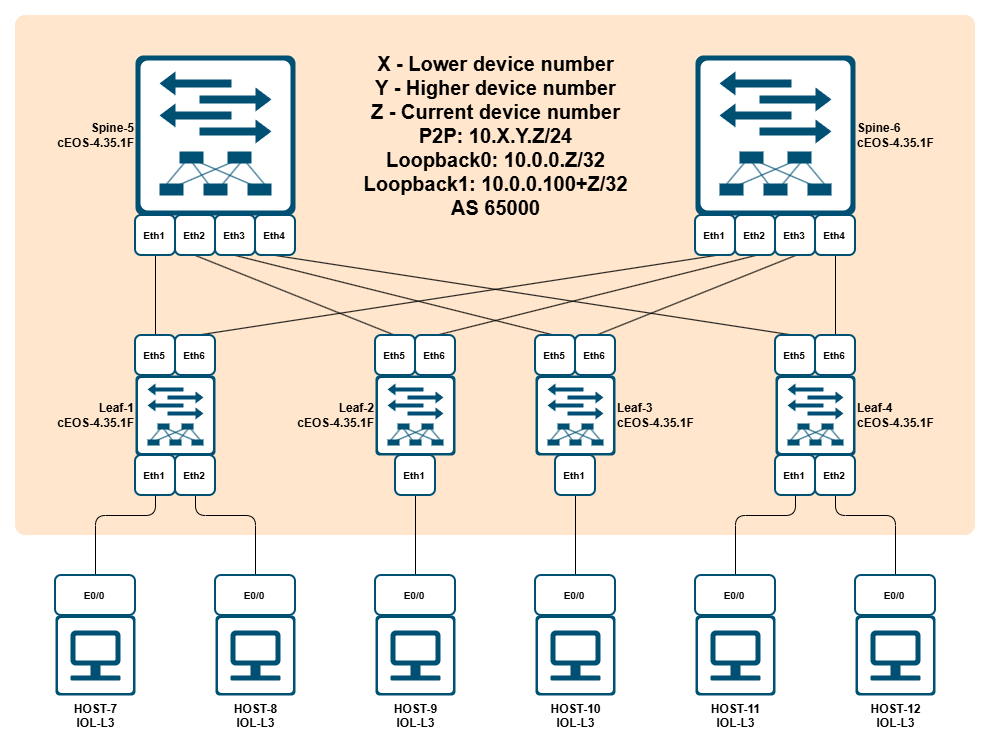 X - Lower device number
Y - Higher device number
Z - Current device number
P2P: 10.X.Y.Z/24
Loopback0: 10.0.0.Z/32
Loopback1: 10.0.0.100+Z/32
AS 65000
Spine-5
cEOS-4.35.1F
Spine-6
cEOS-4.35.1F
Eth1 Eth2 Eth3 Eth4
Eth1 Eth2 Eth3 Eth4
Eth5 Eth6
Eth5 Eth6
Eth5 Eth6
Eth5 Eth6
Leaf-1
cEOS-4.35.1F
Leaf-2
cEOS-4.35.1F
Leaf-3
cEOS-4.35.1F
Leaf-4
cEOS-4.35.1F
Eth1 Eth2
Eth1
Eth1
Eth1 Eth2
E0/0
E0/0
E0/0
E0/0
E0/0
E0/0
HOST-7
IOL-L3
HOST-8
IOL-L3
HOST-9
IOL-L3
HOST-10
IOL-L3
HOST-11
IOL-L3
HOST-12
IOL-L3